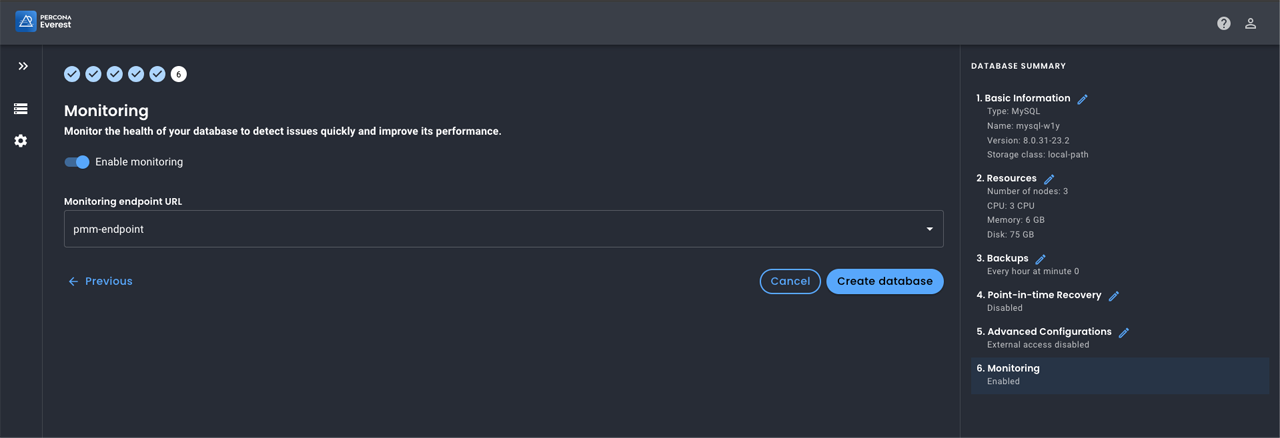 PERCONA
Everest
6
Monitoring
Monitor the health of your database to detect issues quickly and improve its performance.
Enable monitoring
Monitoring endpoint URL
pmm-endpoint
Previous
Cancel
Create database
DATABASE SUMMARY
1. Basic Information
Type: MySQL
Name: mysql-w1y
Version: 8.0.31-23.2
Storage class: local-path
2. Resources
Number of nodes: 3
CPU: 3 CPU
Memory: 6 GB
Disk: 75 GB
3. Backups
Every hour at minute 0
4. Point-in-time Recovery
Disabled
5. Advanced Configurations
External access disabled
6. Monitoring
Enabled